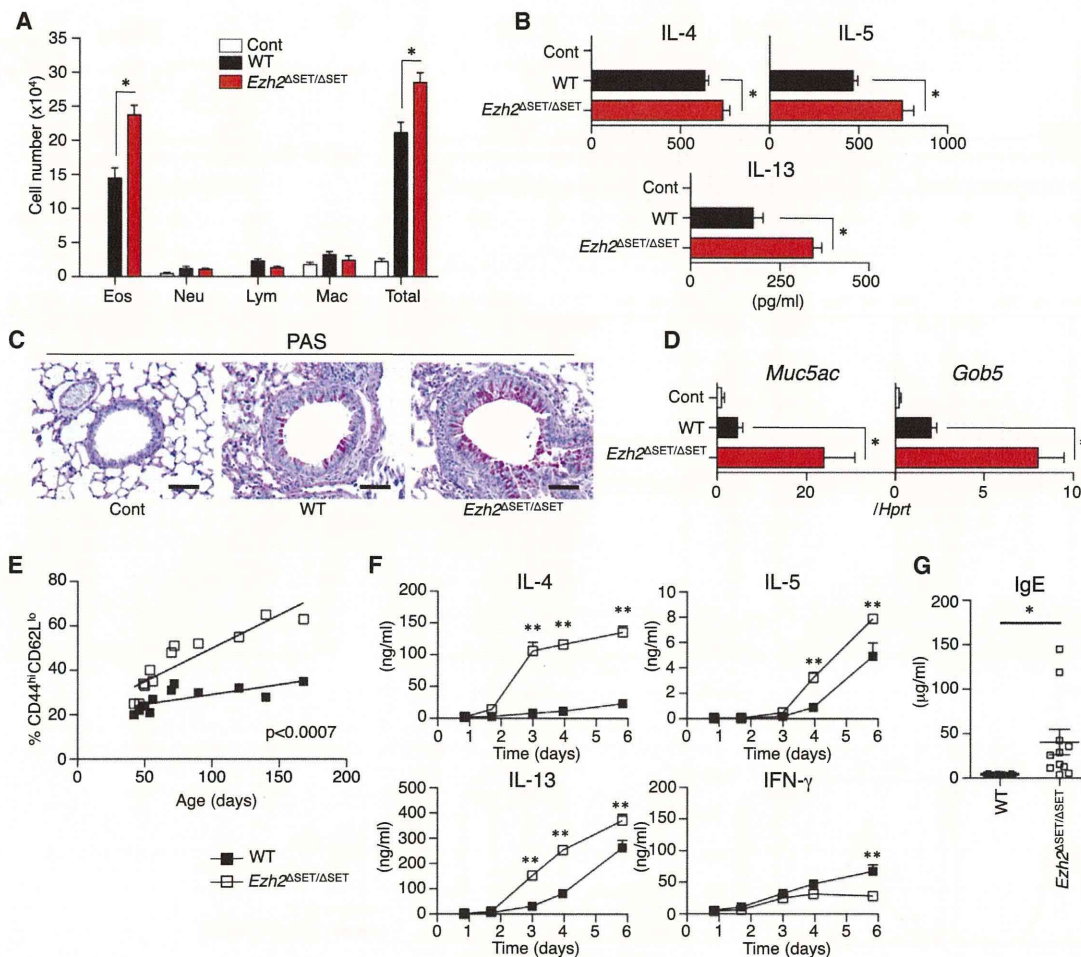 A
Cell number (x10⁴)
35
30
25
20
15
10
5
0
Cont
WT
Ezh2ΔSET/ΔSET
*
*
Eos Neu Lym Mac Total
B
IL-4
IL-5
Cont
WT
Ezh2ΔSET/ΔSET
*
*
0 500 0 500 1000
IL-13
Cont
WT
Ezh2ΔSET/ΔSET
*
0 250 500
(pg/ml)
C
PAS
Cont
WT
Ezh2ΔSET/ΔSET
D
Muc5ac
Gob5
Cont
WT
Ezh2ΔSET/ΔSET
*
*
0 20 0 5 10
/Hprt
E
% CD44hiCD62Llo
80
60
40
20
0
p<0.0007
0 50 100 150 200
Age (days)
WT
Ezh2ΔSET/ΔSET
F
IL-4
(ng/ml)
200
150
100
50
0
** ** **
0 1 2 3 4 5 6
Time (days)
IL-5
(ng/ml)
10
8
6
4
2
0
** **
0 1 2 3 4 5 6
Time (days)
IL-13
(ng/ml)
500
400
300
200
100
0
** ** **
0 1 2 3 4 5 6
Time (days)
IFN-γ
(ng/ml)
200
150
100
50
0
**
0 1 2 3 4 5 6
Time (days)
G
IgE
*
(μg/ml)
200
150
100
50
0
WT
Ezh2ΔSET/ΔSET